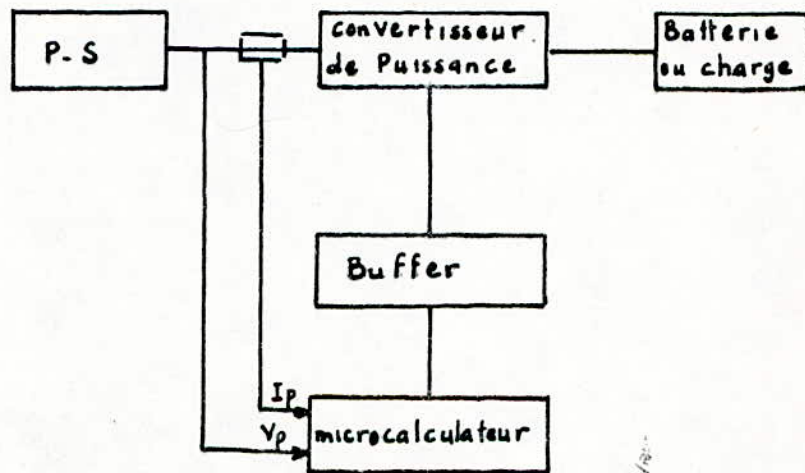 P-S
convertisseur.
de Puissance
Batterie
ou charge
Buffer
Ip
Vp
microcalculateur